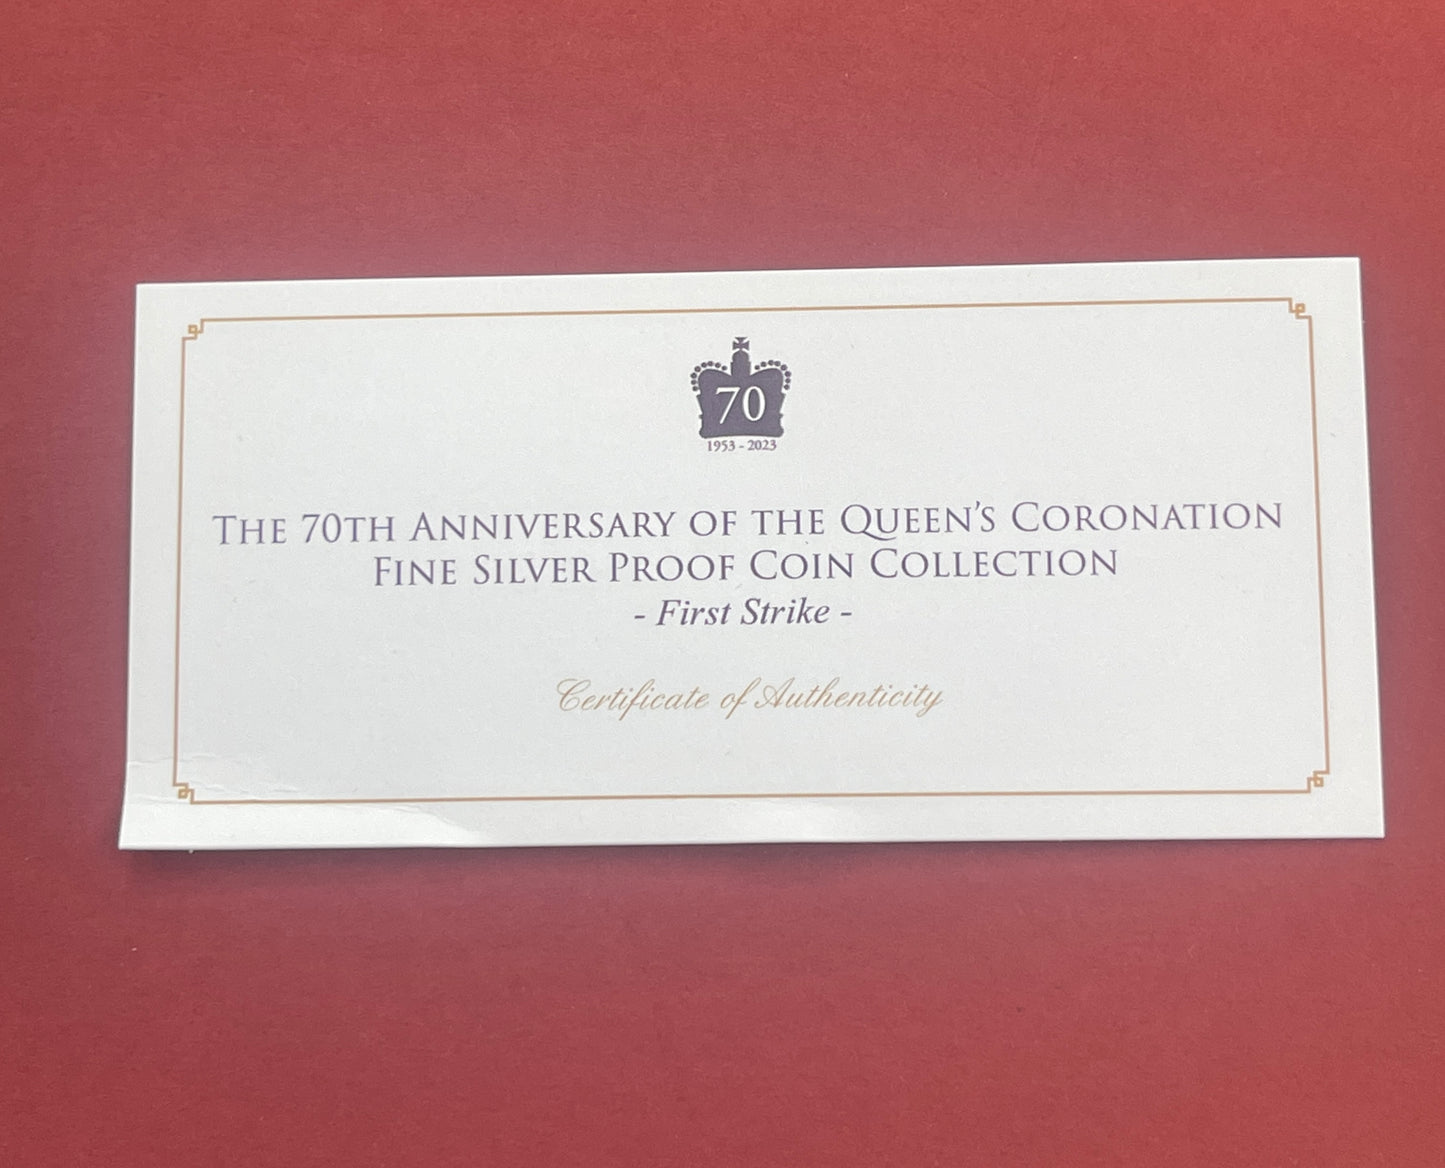 70
1953 - 2023
THE 70TH ANNIVERSARY OF THE QUEEN'S CORONATION
FINE SILVER PROOF COIN COLLECTION
- First Strike -
Certificate of Authenticity